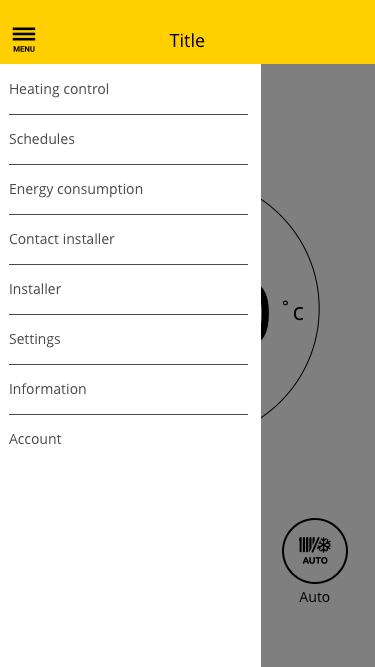 MENU
Title
Heating control
Schedules
Energy consumption
Contact installer
Installer
Settings
Information
Account
°C
AUTO
Auto